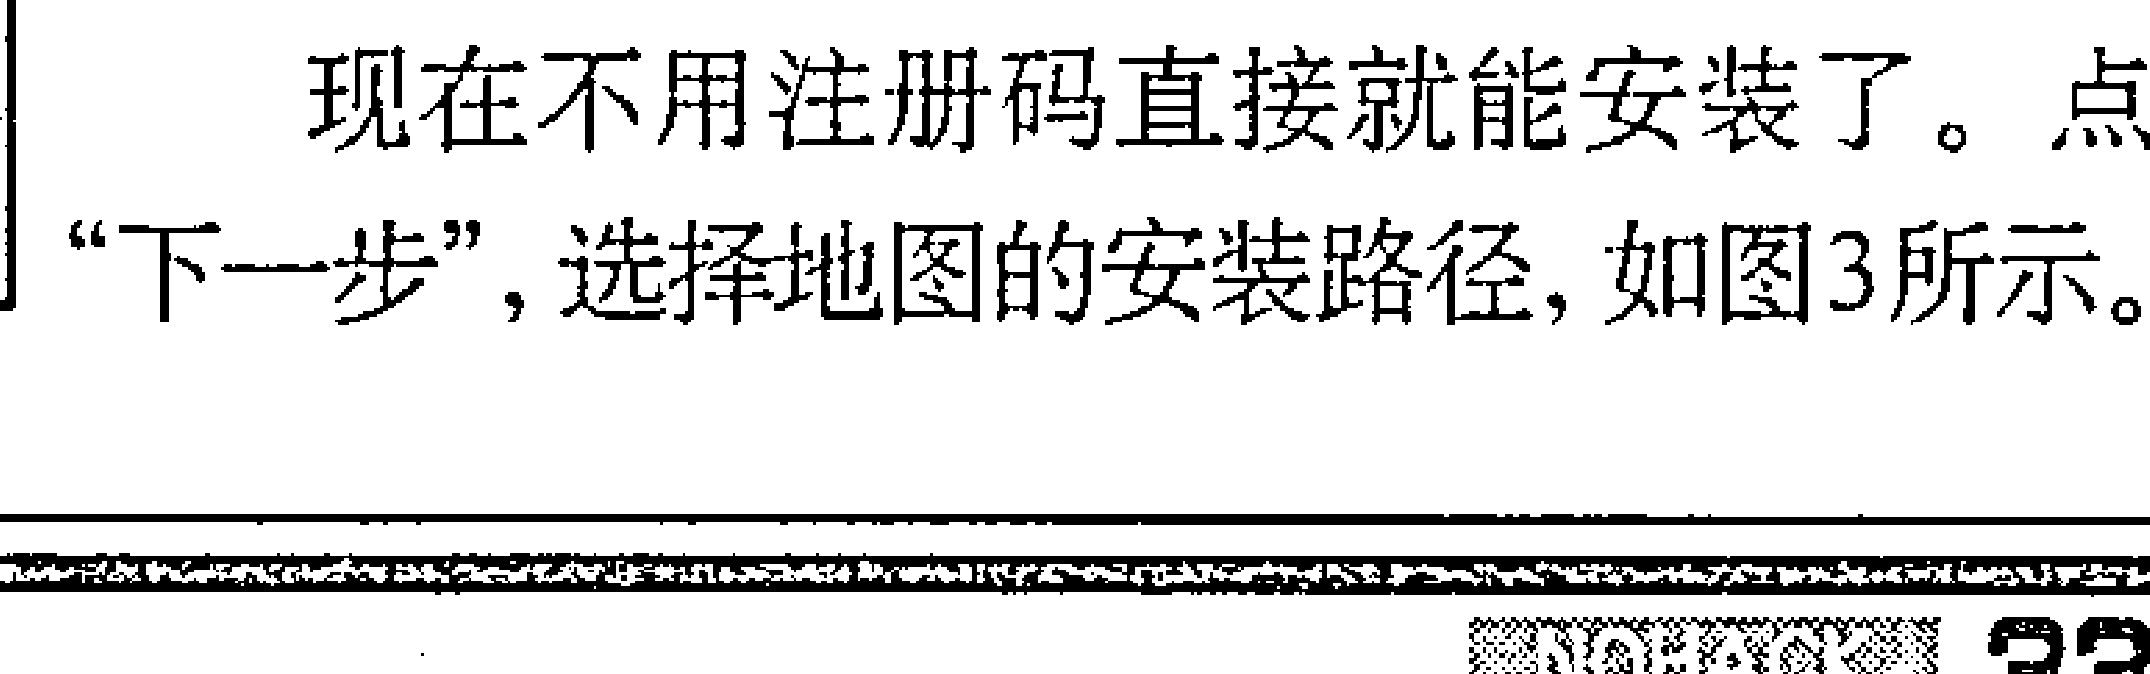 现在不用注册码直接就能安装了。点
“下一步”，选择地图的安装路径，如图3所示。
NOHACK